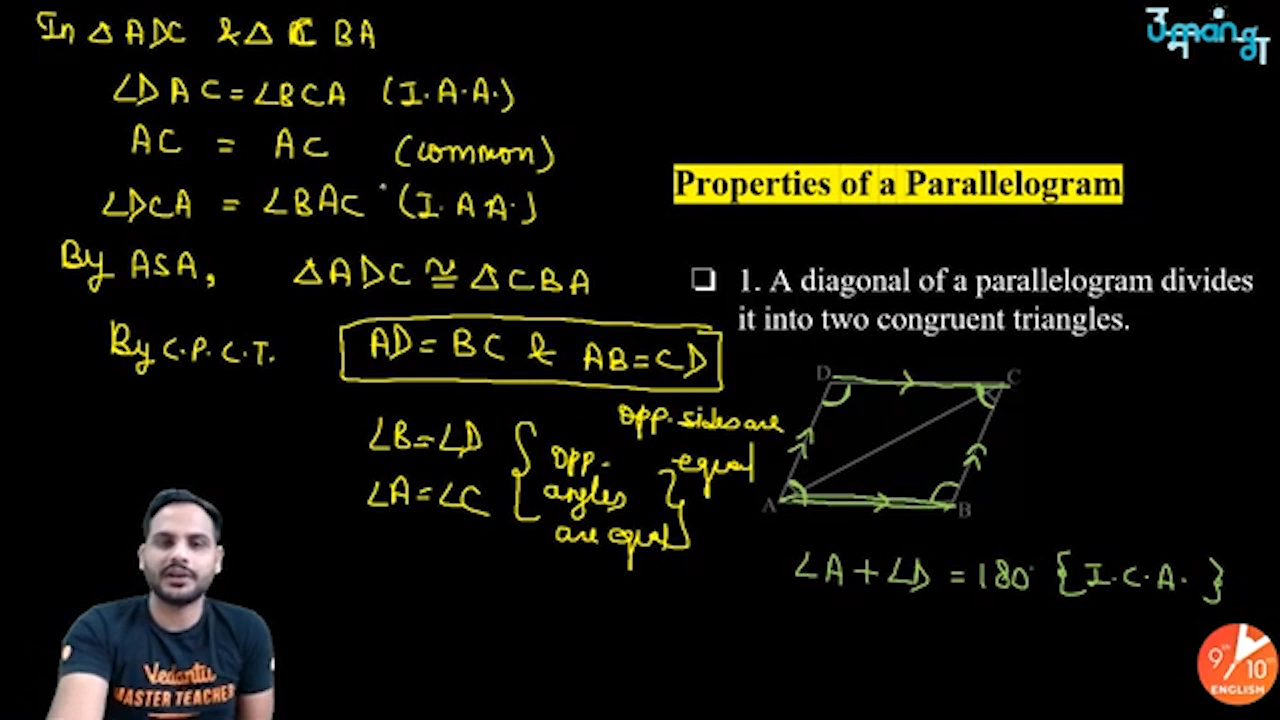 In △ ADC & △ CBA
∠DAC = ∠BCA (I.A.A.)
AC = AC (common)
∠DCA = ∠BAC (I.A A.)
By ASA, △ADC ≅ △CBA
By C.P.C.T. AD = BC & AB = CD
opp. sides are equal
∠B = ∠D
∠A = ∠C
opp. angles are equal
उमंग
Properties of a Parallelogram
1. A diagonal of a parallelogram divides
it into two congruent triangles.
D C
A B
∠A + ∠D = 180° {I.C.A.}
Vedantu
MASTER TEACHER
9th 10th
ENGLISH